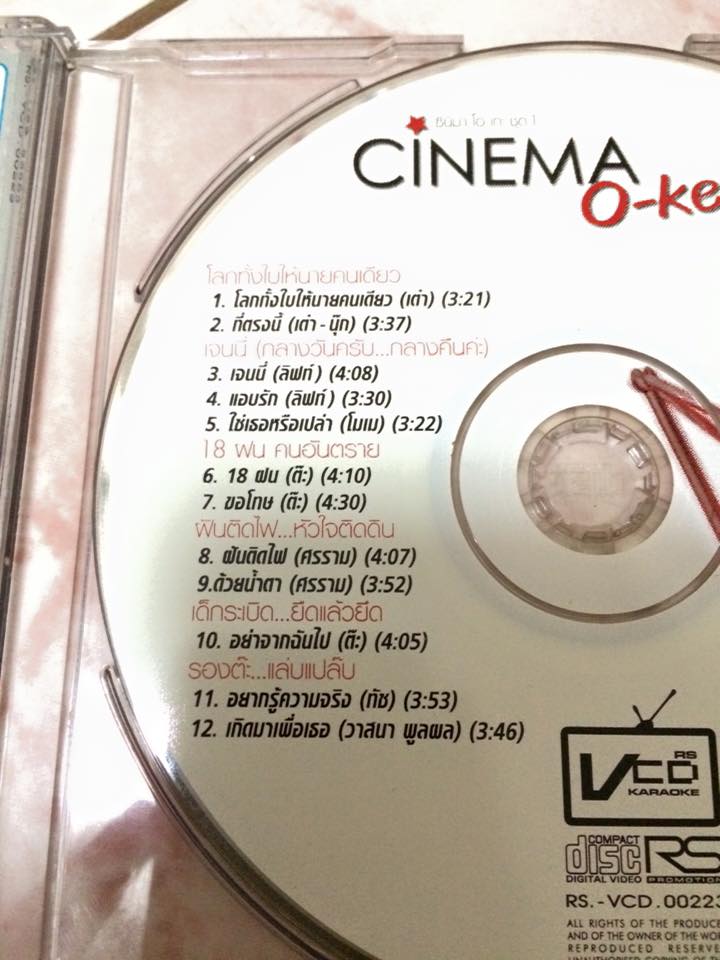 ซีนีมา โอ เกะ ชุด 1
CiNEMA
O-ke
โลกทั้งใบให้นายคนเดียว
1. โลกทั้งใบให้นายคนเดียว (เต๋า) (3:21)
2. ที่ตรงนี้ (เต๋า - นุ๊ก) (3:37)
เจนนี่ (กลางวันครับ...กลางคืนค่ะ)
3. เจนนี่ (ลิฟท์) (4:08)
4. แอบรัก (ลิฟท์) (3:30)
5. ใช่เธอหรือเปล่า (โมเม) (3:22)
18 ฝน คนอันตราย
6. 18 ฝน (ต๊ะ) (4:10)
7. ขอโทษ (ต๊ะ) (4:30)
ฝันติดไฟ...หัวใจติดดิน
8. ฝันติดไฟ (ศรราม) (4:07)
9.ด้วยน้ำตา (ศรราม) (3:52)
เด็กระเบิด...ยืดแล้วยึด
10. อย่าจากฉันไป (ต๊ะ) (4:05)
รองต๊ะ...แล่บแปล๊บ
11. อยากรู้ความจริง (ทัช) (3:53)
12. เกิดมาเพื่อเธอ (วาสนา พูลผล) (3:46)
RS
VCD
KARAOKE
COMPACT
disc
DIGITAL VIDEO
RS
PROMOTION
RS.-VCD.00223
ALL RIGHTS OF THE PRODUCE
AND OF THE OWNER OF THE WO
REPRODUCED RESERVE
UNAUTHORISED COPYING OF TH